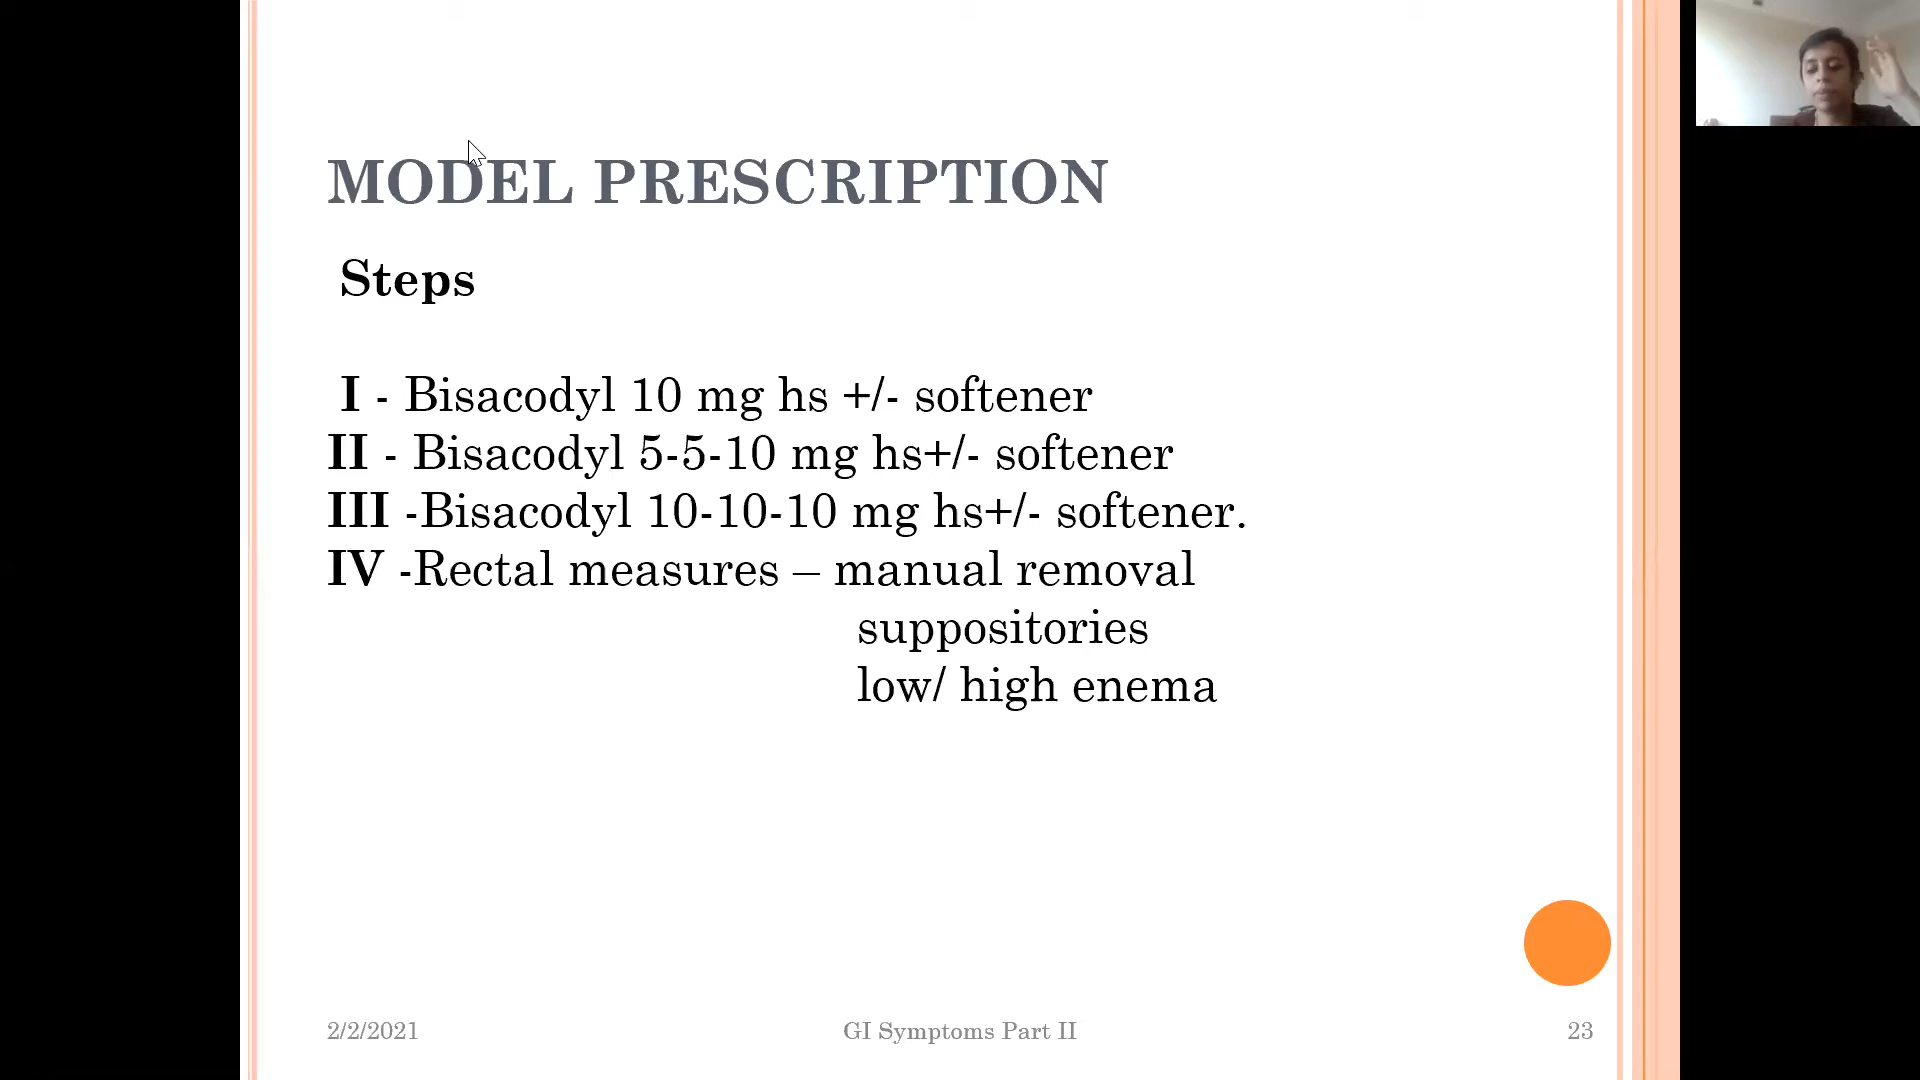 MODEL PRESCRIPTION
Steps
I - Bisacodyl 10 mg hs +/- softener
II - Bisacodyl 5-5-10 mg hs+/- softener
III -Bisacodyl 10-10-10 mg hs+/- softener.
IV -Rectal measures – manual removal
suppositories
low/ high enema
2/2/2021
GI Symptoms Part II
23